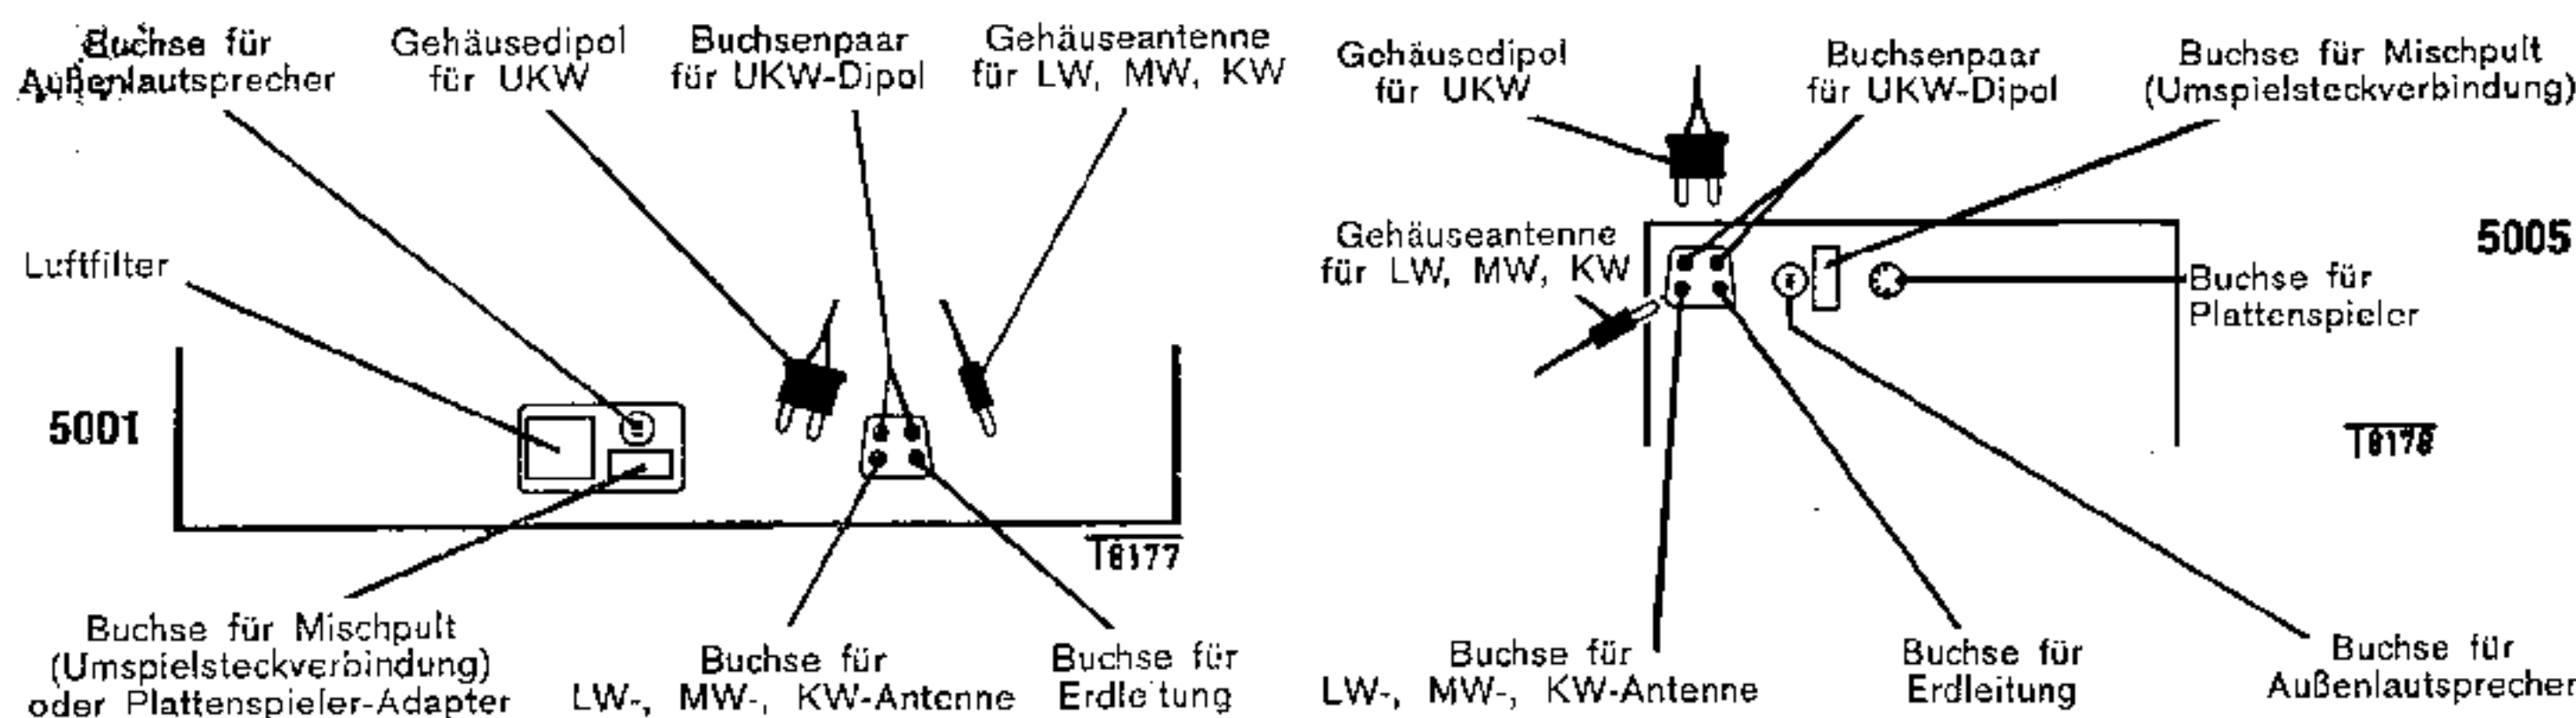 Buchse für
Außenlautsprecher
Gehäusedipol
für UKW
Buchsenpaar
für UKW-Dipol
Gehäuseantenne
für LW, MW, KW
Luftfilter
5001
T8177
Buchse für Mischpult
(Umspielsteckverbindung)
oder Plattenspieler-Adapter
Buchse für
LW-, MW-, KW-Antenne
Buchse für
Erdleitung
Gehäusedipol
für UKW
Buchsenpaar
für UKW-Dipol
Buchse für Mischpult
(Umspielsteckverbindung)
Gehäuseantenne
für LW, MW, KW
5005
Buchse für
Plattenspieler
T8178
Buchse für
LW-, MW-, KW-Antenne
Buchse für
Erdleitung
Buchse für
Außenlautsprecher